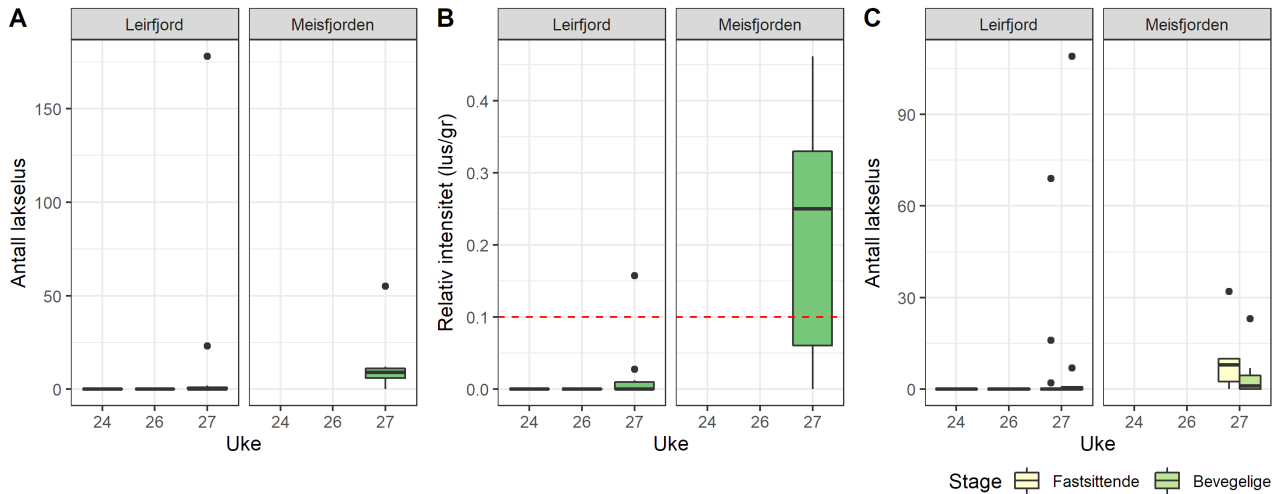 A
Leirfjord
Meisfjorden
Antall lakselus
150
100
50
0
24 26 27
24 26 27
Uke
B
Leirfjord
Meisfjorden
Relativ intensitet (lus/gr)
0.4
0.3
0.2
0.1
0.0
24 26 27
24 26 27
Uke
C
Leirfjord
Meisfjorden
Antall lakselus
90
60
30
0
24 26 27
24 26 27
Uke
Stage Fastsittende Bevegelige